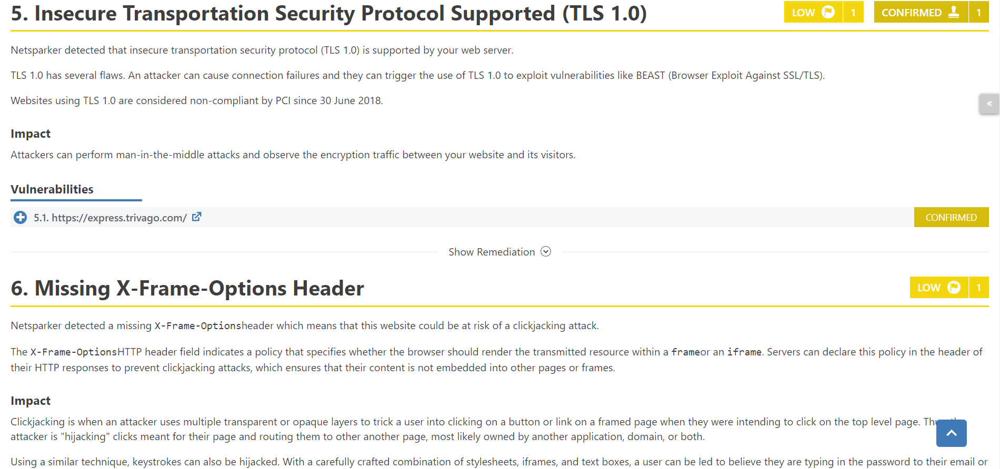 5. Insecure Transportation Security Protocol Supported (TLS 1.0)
LOW 1 CONFIRMED 1
Netsparker detected that insecure transportation security protocol (TLS 1.0) is supported by your web server.
TLS 1.0 has several flaws. An attacker can cause connection failures and they can trigger the use of TLS 1.0 to exploit vulnerabilities like BEAST (Browser Exploit Against SSL/TLS).
Websites using TLS 1.0 are considered non-compliant by PCI since 30 June 2018.
«
Impact
Attackers can perform man-in-the-middle attacks and observe the encryption traffic between your website and its visitors.
Vulnerabilities
5.1. https://express.trivago.com/ CONFIRMED
Show Remediation
6. Missing X-Frame-Options Header
LOW 1
Netsparker detected a missing X-Frame-Optionsheader which means that this website could be at risk of a clickjacking attack.
The X-Frame-OptionsHTTP header field indicates a policy that specifies whether the browser should render the transmitted resource within a frameor an iframe. Servers can declare this policy in the header of
their HTTP responses to prevent clickjacking attacks, which ensures that their content is not embedded into other pages or frames.
Impact
Clickjacking is when an attacker uses multiple transparent or opaque layers to trick a user into clicking on a button or link on a framed page when they were intending to click on the top level page.
attacker is "hijacking" clicks meant for their page and routing them to other another page, most likely owned by another application, domain, or both.
Using a similar technique, keystrokes can also be hijacked. With a carefully crafted combination of stylesheets, iframes, and text boxes, a user can be led to believe they are typing in the password to their email or